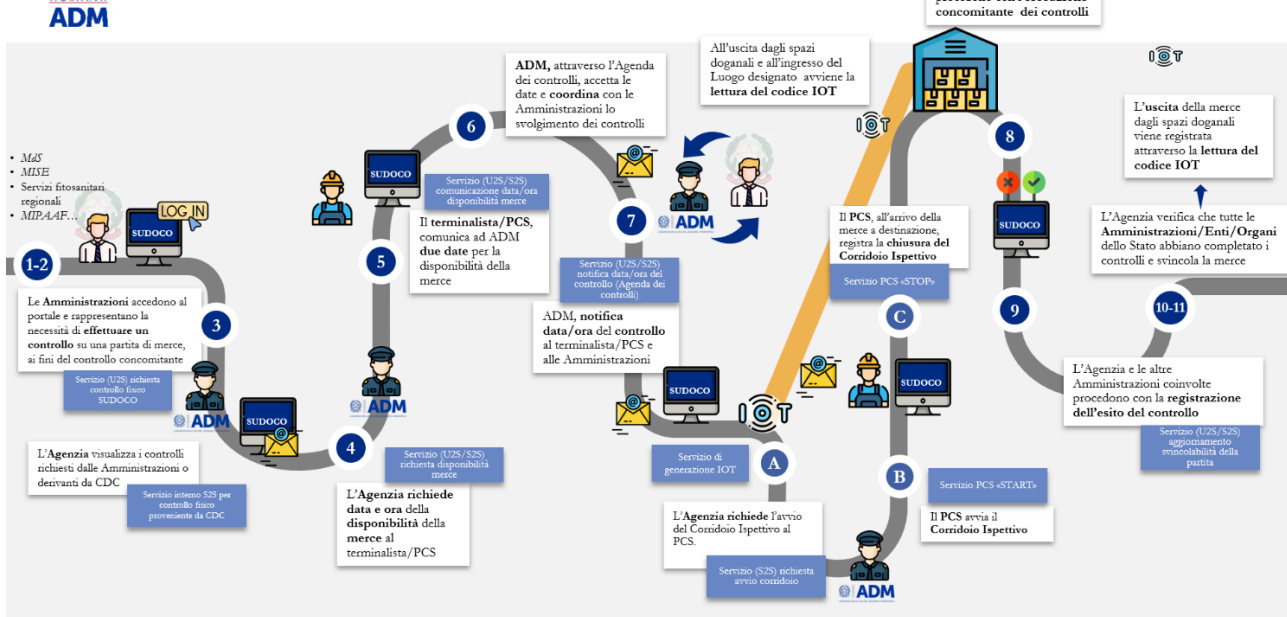 ADM
concomitante dei controlli
• MdS
• MISE
• Servizi fitosanitari
regionali
• MIPAAF...
LOG IN
SUDOCO
1-2
Le Amministrazioni accedono al
portale e rappresentano la
necessità di effettuare un
controllo su una partita di merce,
ai fini del controllo concomitante
Servizio (U2S) richiesta
controllo fisico
SUDOCO
3
ADM
SUDOCO
L'Agenzia visualizza i controlli
richiesti dalle Amministrazioni o
derivanti da CDC
Servizio interno S2S per
controllo fisico
proveniente da CDC
4
ADM
Servizio (U2S/S2S)
richiesta disponibilità
merce
L'Agenzia richiede
data e ora della
disponibilità della
merce al
terminalista/PCS
5
SUDOCO
Servizio (U2S/S2S)
comunicazione data/ora
disponibilità merce
Il terminalista/PCS,
comunica ad ADM
due date per la
disponibilità della
merce
6
ADM, attraverso l'Agenda
dei controlli, accetta le
date e coordina con le
Amministrazioni lo
svolgimento dei controlli
7
ADM
Servizio (U2S/S2S)
notifica data/ora del
controllo (Agenda dei
controlli)
ADM, notifica
data/ora del controllo
al terminalista/PCS e
alle Amministrazioni
SUDOCO
IOT
Servizio di
generazione IOT
A
L'Agenzia richiede l'avvio
del Corridoio Ispettivo al
PCS.
Servizio (S2S) richiesta
avvio corridoio
ADM
B
Servizio PCS «START»
Il PCS avvia il
Corridoio Ispettivo
SUDOCO
C
Il PCS, all'arrivo della
merce a destinazione,
registra la chiusura del
Corridoio Ispettivo
Servizio PCS «STOP»
All'uscita dagli spazi
doganali e all'ingresso del
Luogo designato avviene la
lettura del codice IOT
IOT
8
SUDOCO
9
L'Agenzia e le altre
Amministrazioni coinvolte
procedono con la registrazione
dell'esito del controllo
Servizio (U2S/S2S)
aggiornamento
svincolabilità della
partita
10-11
L'Agenzia verifica che tutte le
Amministrazioni/Enti/Organi
dello Stato abbiano completato i
controlli e svincola la merce
L'uscita della merce
dagli spazi doganali
viene registrata
attraverso la lettura del
codice IOT
IOT